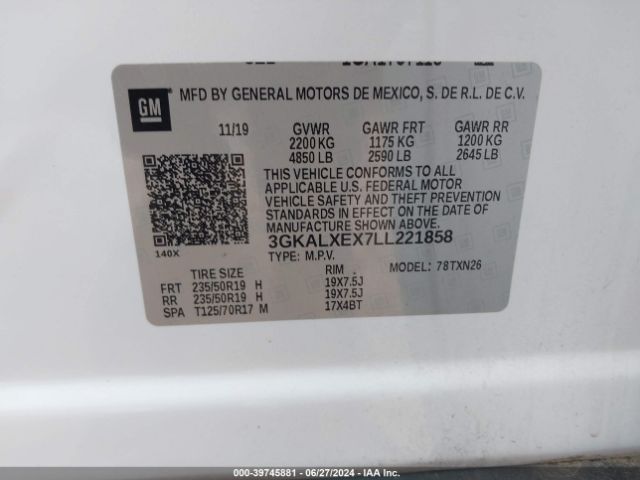 MFD BY GENERAL MOTORS DE MEXICO, S. DE R.L. DE C.V.
GM
11/19 GVWR GAWR FRT GAWR RR
2200 KG 1175 KG 1200 KG
4850 LB 2590 LB 2645 LB
THIS VEHICLE CONFORMS TO ALL
APPLICABLE U.S. FEDERAL MOTOR
VEHICLE SAFETY AND THEFT PREVENTION
STANDARDS IN EFFECT ON THE DATE OF
MANUFACTURE SHOWN ABOVE.
3GKALXEX7LL221858
140X
TYPE: M.P.V. MODEL: 78TXN26
TIRE SIZE RIM
FRT 235/50R19 H 19X7.5J
RR 235/50R19 H 19X7.5J
SPA T125/70R17 M 17X4BT
000-39745881 - 06/27/2024 - IAA Inc.